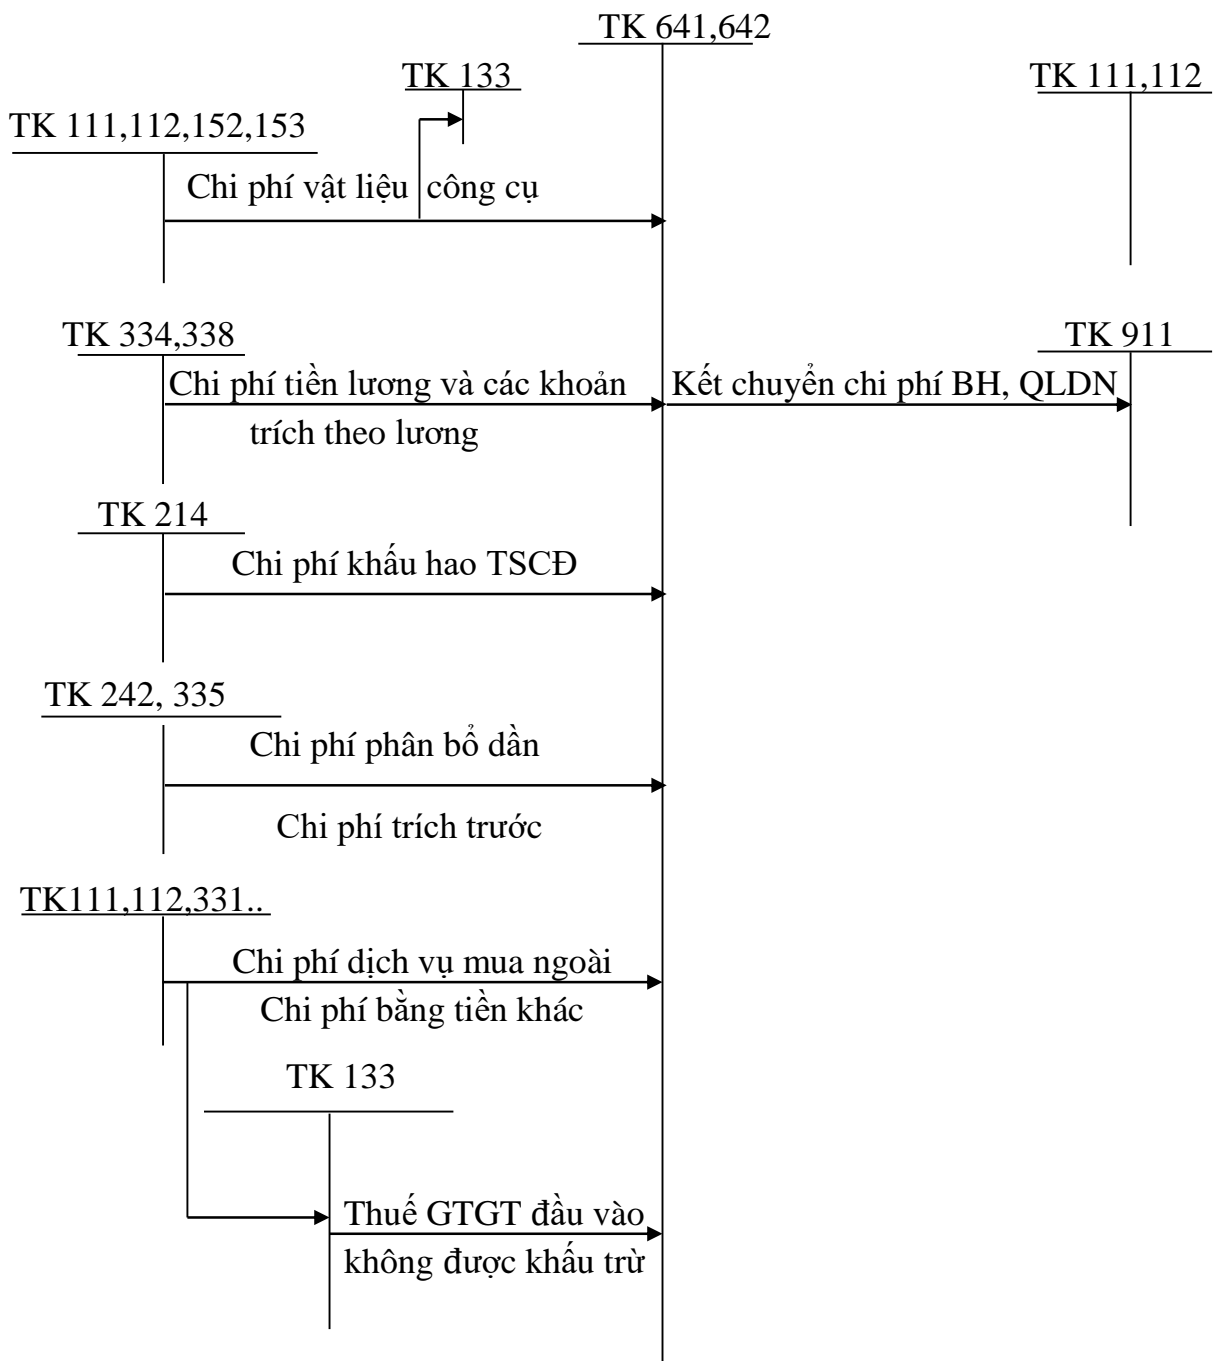 TK 641,642
TK 133
TK 111,112
TK 111,112,152,153
Chi phí vật liệu công cụ
TK 334,338
TK 911
Chi phí tiền lương và các khoản
trích theo lương
Kết chuyển chi phí BH, QLDN
TK 214
Chi phí khấu hao TSCĐ
TK 242, 335
Chi phí phân bổ dần
Chi phí trích trước
TK111,112,331..
Chi phí dịch vụ mua ngoài
Chi phí bằng tiền khác
TK 133
Thuế GTGT đầu vào
không được khấu trừ